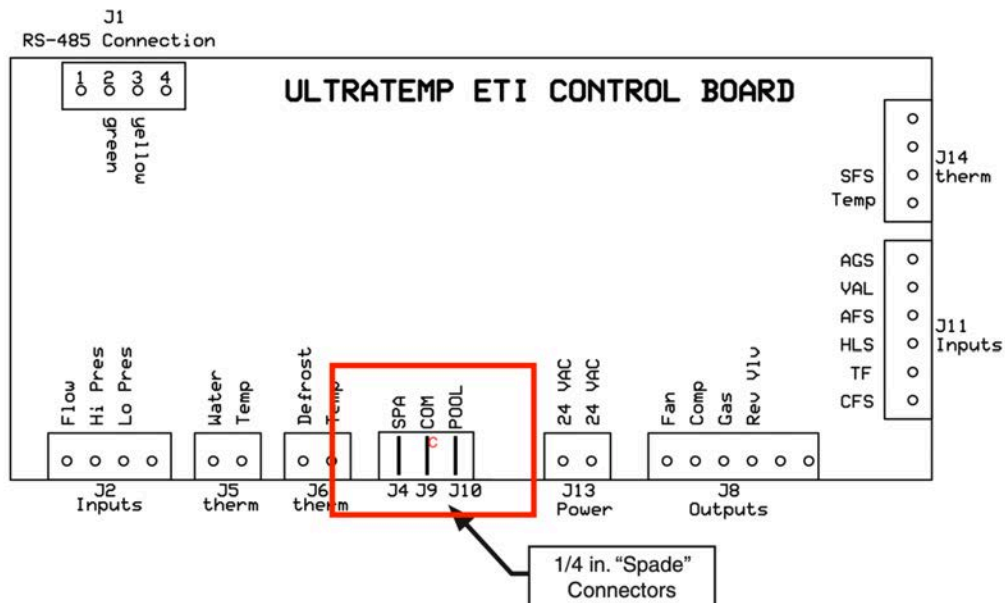 J1
RS-485 Connection
1 2 3 4
green
yellow
ULTRATEMP ETI CONTROL BOARD
SFS
Temp
J14
therm
AGS
VAL
AFS
HLS
TF
CFS
J11
Inputs
Flow
Hi Pres
Lo Pres
Water
Temp
Defrost
Temp
SPA
COM
POOL
C
24 VAC
24 VAC
Fan
Comp
Gas
Rev Vlv
J2
Inputs
J5
therm
J6
therm
J4 J9 J10
J13
Power
J8
Outputs
1/4 in. “Spade”
Connectors